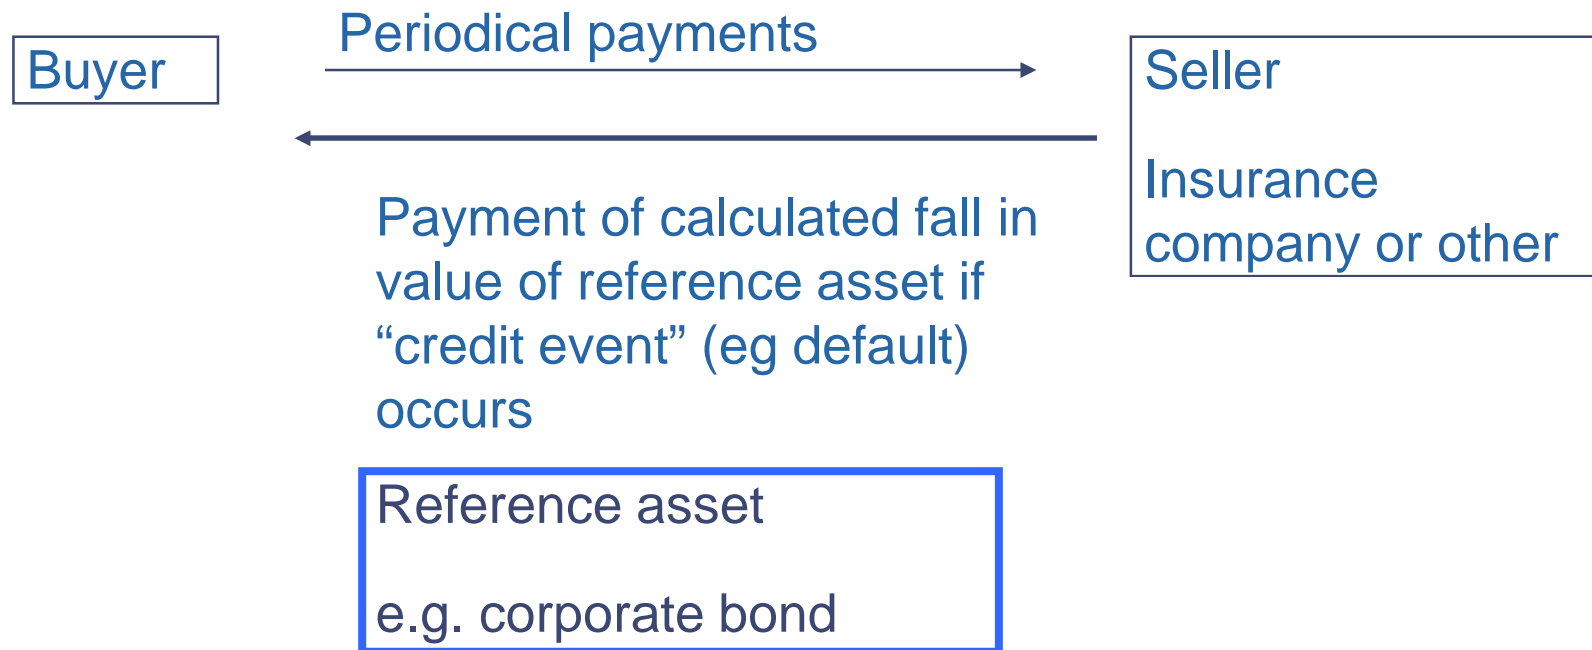 Periodical payments
Buyer
Seller
Insurance
company or other
Payment of calculated fall in
value of reference asset if
“credit event” (eg default)
occurs
Reference asset
e.g. corporate bond